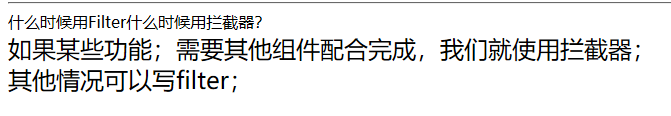 什么时候用Filter什么时候用拦截器?
如果某些功能；需要其他组件配合完成，我们就使用拦截器；
其他情况可以写filter；